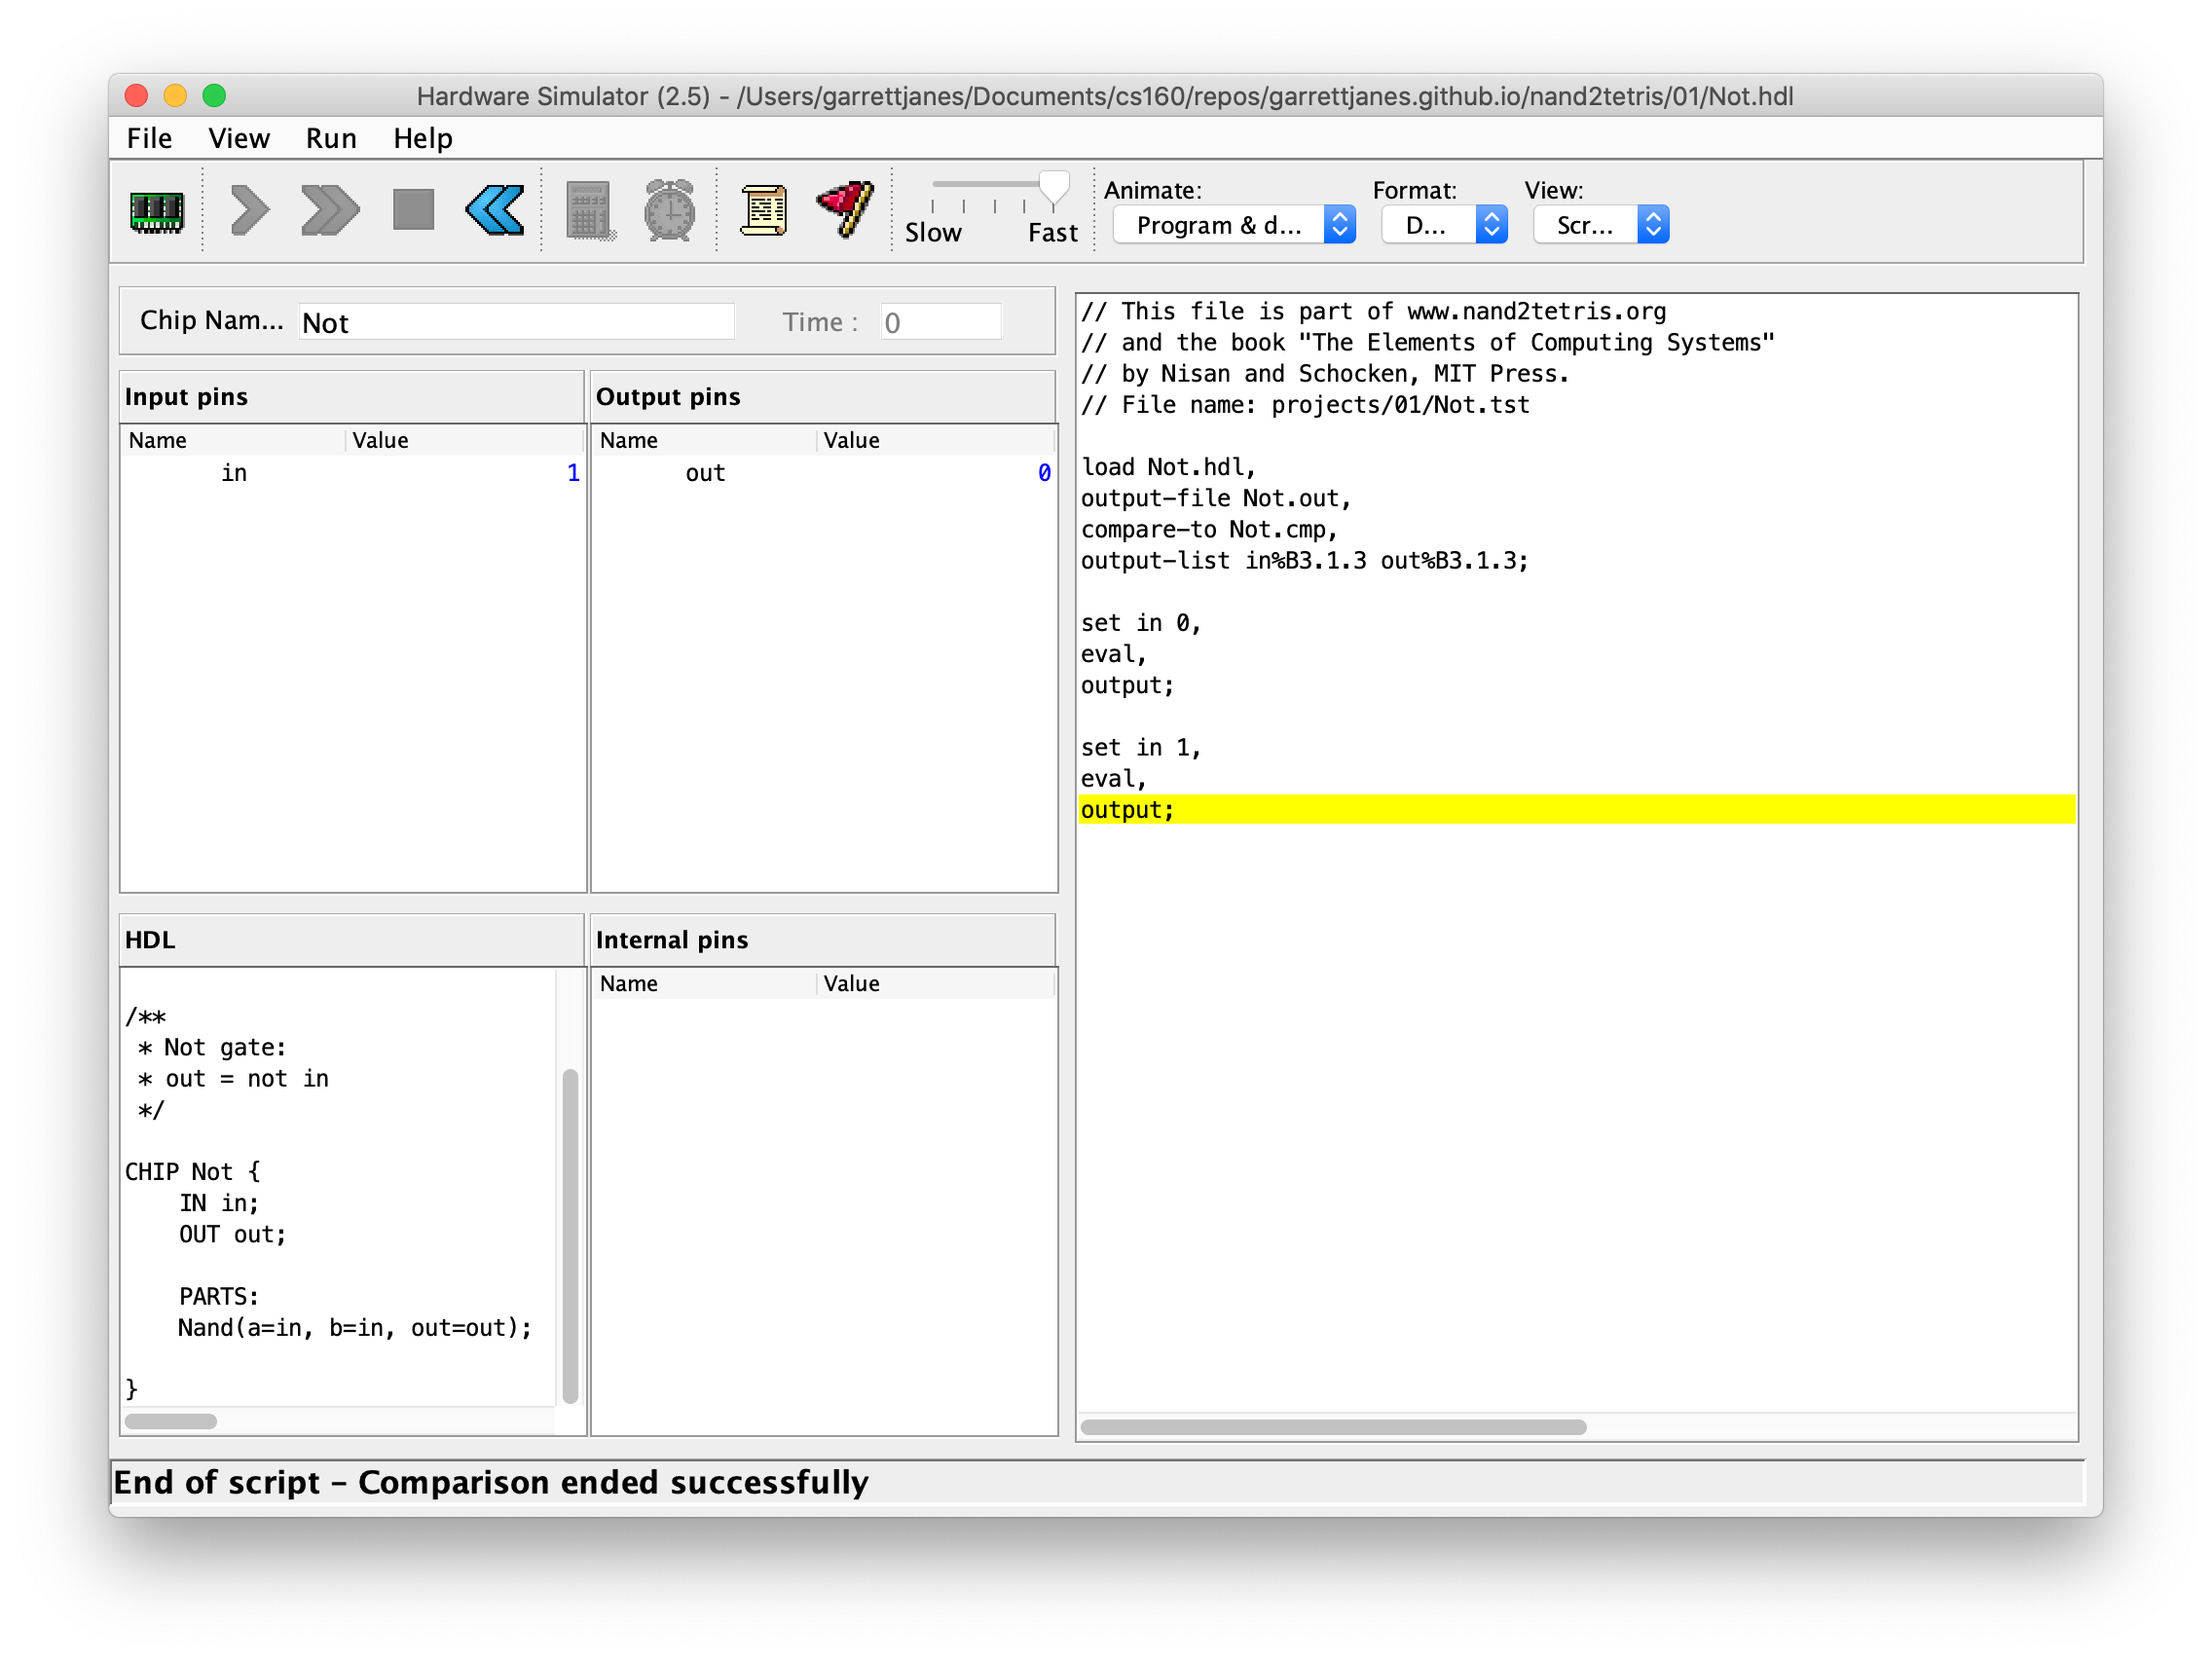 Hardware Simulator (2.5) - /Users/garrettjanes/Documents/cs160/repos/garrettjanes.github.io/nand2tetris/01/Not.hdl
File View Run Help
Slow Fast
Animate: Format: View:
Program & d... D... Scr...
Chip Nam... Not Time : 0
Input pins
Name Value
in 1
Output pins
Name Value
out 0
HDL
/**
 * Not gate:
 * out = not in
 */
CHIP Not {
    IN in;
    OUT out;
    PARTS:
    Nand(a=in, b=in, out=out);
}
Internal pins
Name Value
// This file is part of www.nand2tetris.org
// and the book "The Elements of Computing Systems"
// by Nisan and Schocken, MIT Press.
// File name: projects/01/Not.tst
load Not.hdl,
output-file Not.out,
compare-to Not.cmp,
output-list in%B3.1.3 out%B3.1.3;
set in 0,
eval,
output;
set in 1,
eval,
output;
End of script - Comparison ended successfully